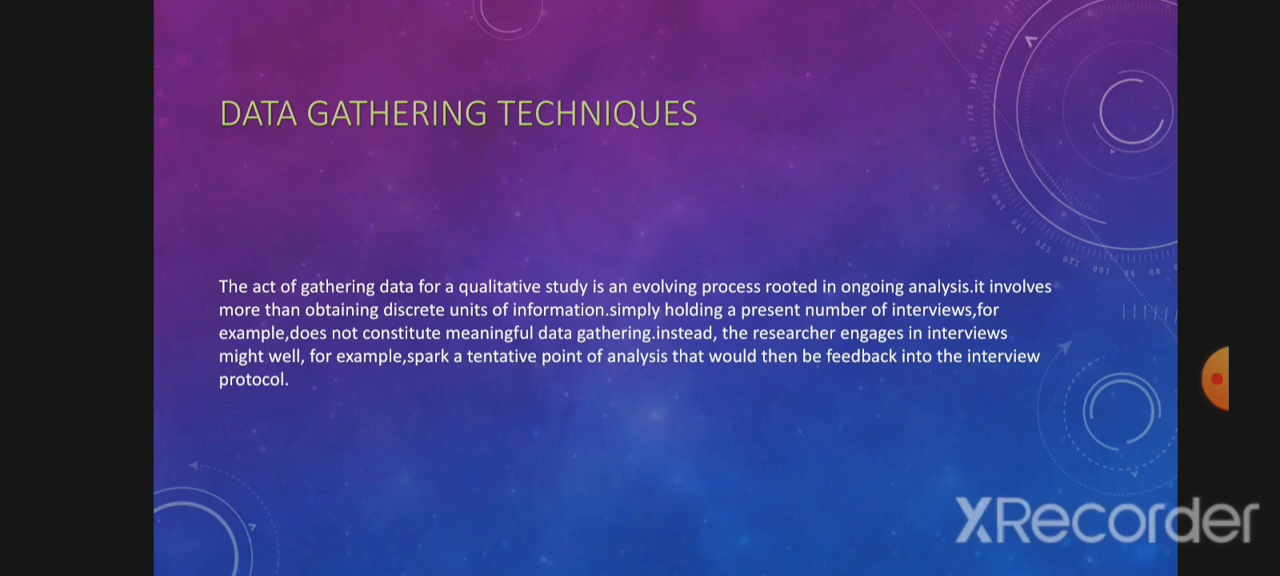 DATA GATHERING TECHNIQUES
The act of gathering data for a qualitative study is an evolving process rooted in ongoing analysis.it involves
more than obtaining discrete units of information.simply holding a present number of interviews,for
example,does not constitute meaningful data gathering.instead, the researcher engages in interviews
might well, for example,spark a tentative point of analysis that would then be feedback into the interview
protocol.
XRecorder